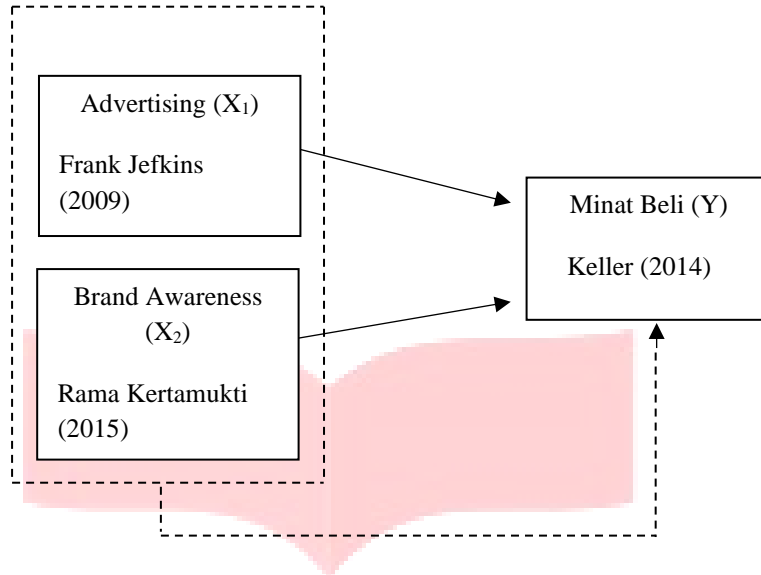 Advertising (X₁)
Frank Jefkins
(2009)
Minat Beli (Y)
Keller (2014)
Brand Awareness
(X₂)
Rama Kertamukti
(2015)